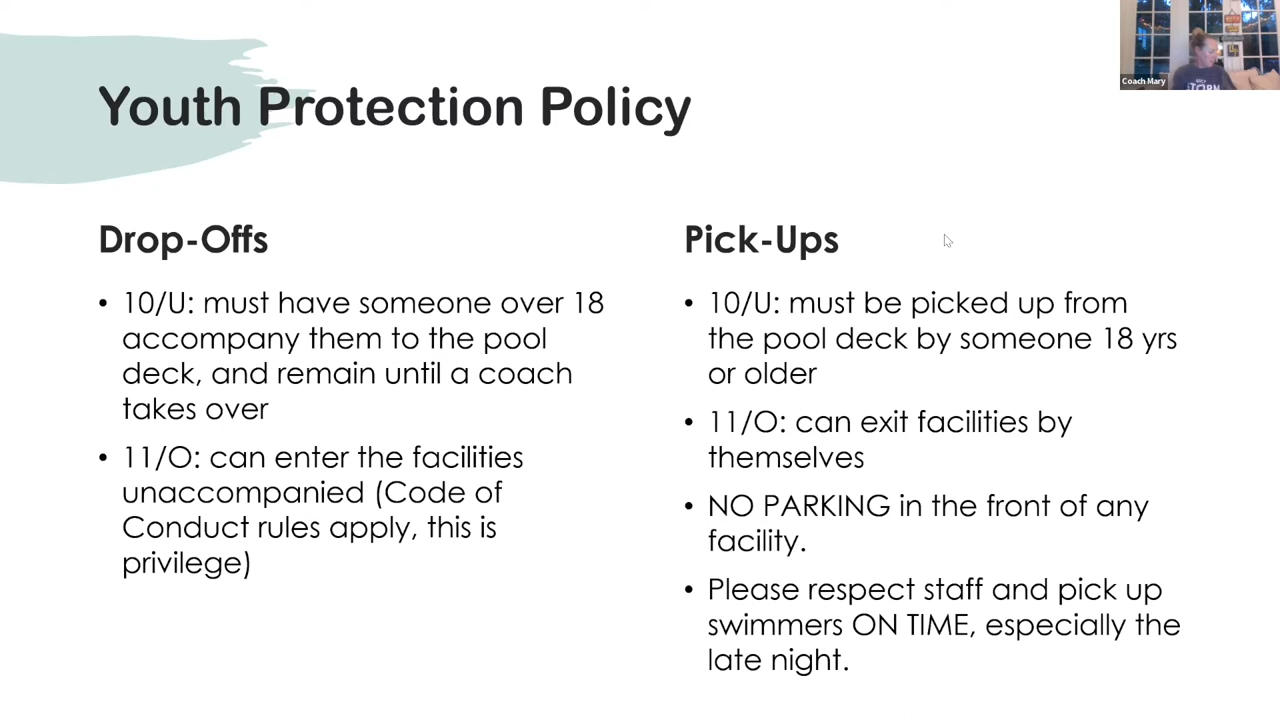 Youth Protection Policy
Coach Mary
Drop-Offs
• 10/U: must have someone over 18
accompany them to the pool
deck, and remain until a coach
takes over
• 11/O: can enter the facilities
unaccompanied (Code of
Conduct rules apply, this is
privilege)
Pick-Ups
• 10/U: must be picked up from
the pool deck by someone 18 yrs
or older
• 11/O: can exit facilities by
themselves
• NO PARKING in the front of any
facility.
• Please respect staff and pick up
swimmers ON TIME, especially the
late night.